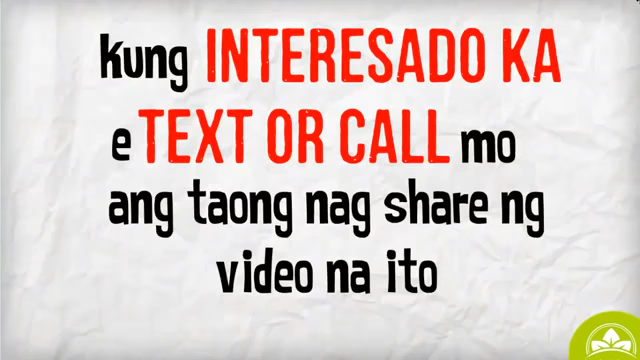 kung INTERESADO KA
e TEXT OR CALL mo
ang taong nag share ng
video na ito